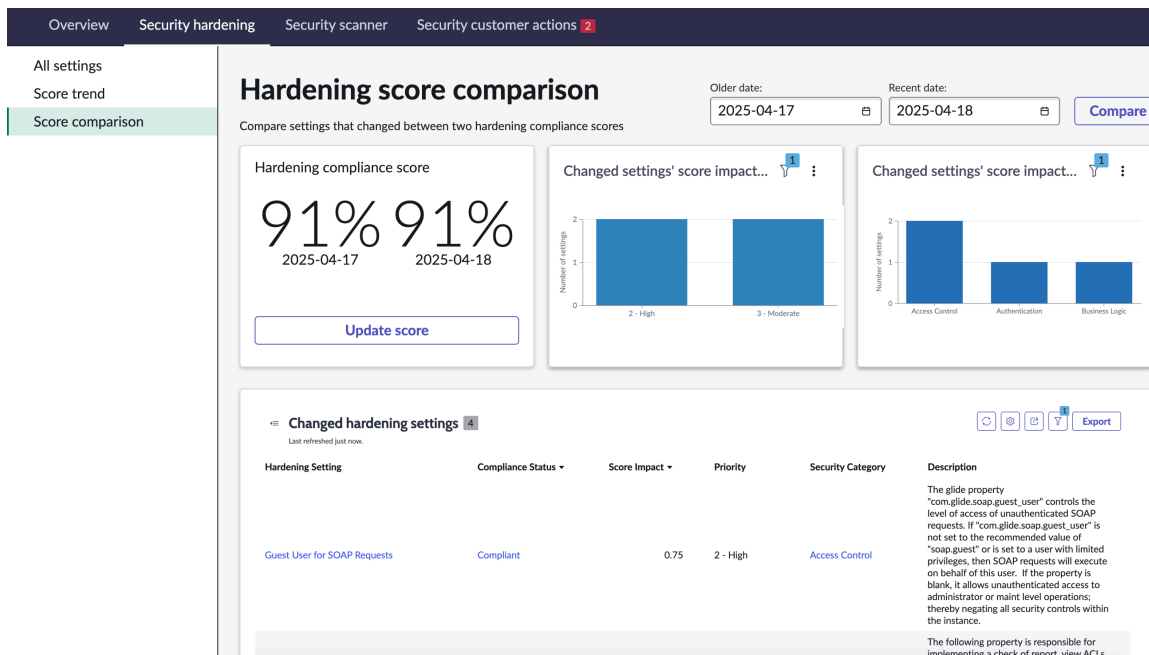 Overview Security hardening Security scanner Security customer actions 2
All settings
Score trend
Score comparison
Hardening score comparison
Compare settings that changed between two hardening compliance scores
Older date:
2025-04-17
Recent date:
2025-04-18
Compare
Hardening compliance score
91% 91%
2025-04-17 2025-04-18
Update score
Changed settings' score impact... 1
Number of settings
2
1
0
2 - High 3 - Moderate
Changed settings' score impact... 1
Number of settings
2
1
0
Access Control Authentication Business Logic
Changed hardening settings 4
Last refreshed just now.
1
Export
Hardening Setting Compliance Status Score Impact Priority Security Category Description
Guest User for SOAP Requests Compliant 0.75 2 - High Access Control
The glide property
"com.glide.soap.guest_user" controls the
level of access of unauthenticated SOAP
requests. If "com.glide.soap.guest_user" is
not set to the recommended value of
"soap.guest" or is set to a user with limited
privileges, then SOAP requests will execute
on behalf of this user. If the property is
blank, it allows unauthenticated access to
administrator or maint level operations;
thereby negating all security controls within
the instance.
The following property is responsible for
implementing a check of report_view ACLs